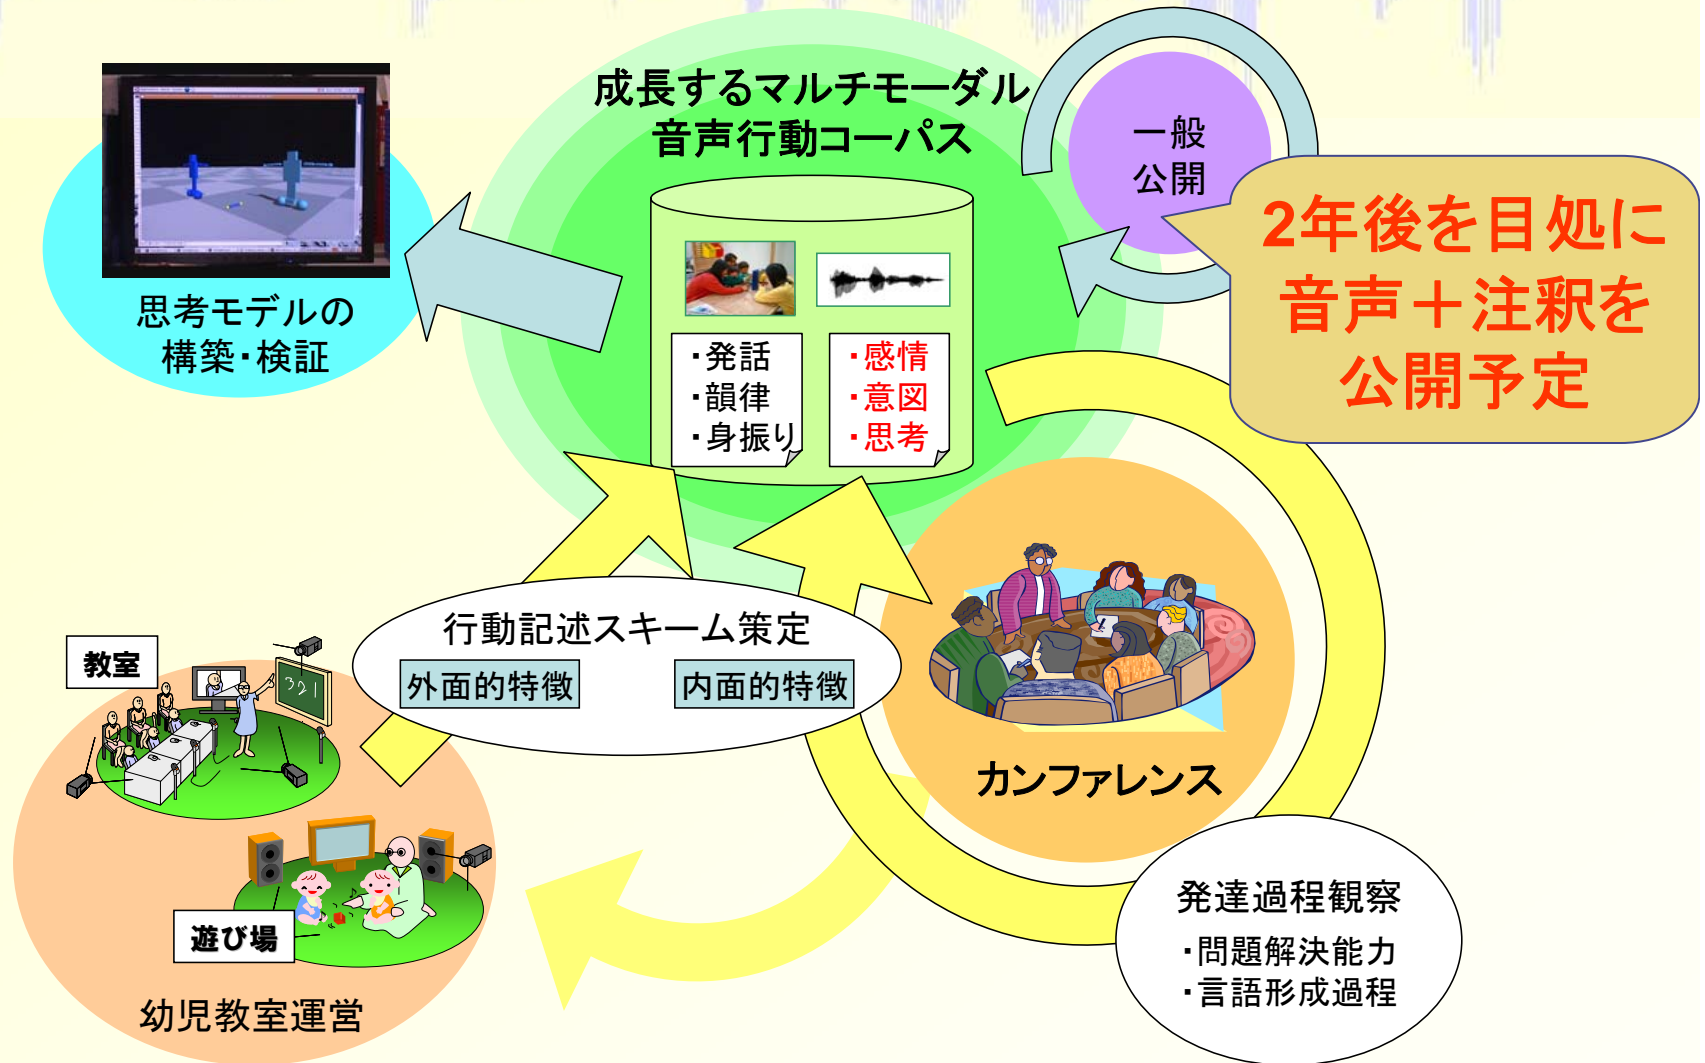 成長するマルチモーダル
音声行動コーパス
一般
公開
2年後を目処に
音声＋注釈を
公開予定
思考モデルの
構築・検証
・発話
・韻律
・身振り
・感情
・意図
・思考
行動記述スキーム策定
外面的特徴
内面的特徴
教室
321
カンファレンス
遊び場
幼児教室運営
発達過程観察
・問題解決能力
・言語形成過程